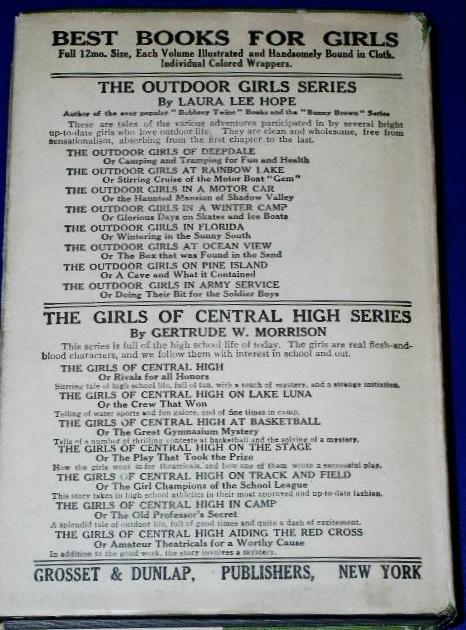 BEST BOOKS FOR GIRLS
Full 12mo. Size, Each Volume Illustrated and Handsomely Bound in Cloth.
Individual Colored Wrappers.
THE OUTDOOR GIRLS SERIES
By LAURA LEE HOPE
Author of the ever popular "Bobbsey Twins" Books and the "Bunny Brown" Series
These are tales of the various adventures participated in by several bright
up-to-date girls who love outdoor life. They are clean and wholesome, free from
sensationalism, absorbing from the first chapter to the last.
THE OUTDOOR GIRLS OF DEEPDALE
Or Camping and Tramping for Fun and Health
THE OUTDOOR GIRLS AT RAINBOW LAKE
Or Stirring Cruise of the Motor Boat "Gem"
THE OUTDOOR GIRLS IN A MOTOR CAR
Or the Haunted Mansion of Shadow Valley
THE OUTDOOR GIRLS IN A WINTER CAMP
Or Glorious Days on Skates and Ice Boats
THE OUTDOOR GIRLS IN FLORIDA
Or Wintering in the Sunny South
THE OUTDOOR GIRLS AT OCEAN VIEW
Or The Box that was Found in the Sand
THE OUTDOOR GIRLS ON PINE ISLAND
Or A Cave and What it Contained
THE OUTDOOR GIRLS IN ARMY SERVICE
Or Doing Their Bit for the Soldier Boys
THE GIRLS OF CENTRAL HIGH SERIES
By GERTRUDE W. MORRISON
This series is full of the high school life of today. The girls are real flesh-and-
blood characters, and we follow them with interest in school and out.
THE GIRLS OF CENTRAL HIGH
Or Rivals for all Honors
Stirring tale of high school life, full of fun, with a touch of mystery, and a strange initiation.
THE GIRLS OF CENTRAL HIGH ON LAKE LUNA
Or the Crew That Won
Telling of water sports and fun galore, and of fine times in camp.
THE GIRLS OF CENTRAL HIGH AT BASKETBALL
Or The Great Gymnasium Mystery
Tells of a number of thrilling contests at basketball and the solving of a mystery.
THE GIRLS OF CENTRAL HIGH ON THE STAGE
Or The Play That Took the Prize
How the girls went in for theatricals, and how one of them wrote a successful play.
THE GIRLS OF CENTRAL HIGH ON TRACK AND FIELD
Or The Girl Champions of the School League
This story takes in high school athletics in their most approved and up-to-date fashion.
THE GIRLS OF CENTRAL HIGH IN CAMP
Or The Old Professor's Secret
A splendid tale of outdoor life, full of good times and quite a dash of excitement.
THE GIRLS OF CENTRAL HIGH AIDING THE RED CROSS
Or Amateur Theatricals for a Worthy Cause
In addition to the good work, the story involves a mystery.
GROSSET & DUNLAP, PUBLISHERS, NEW YORK